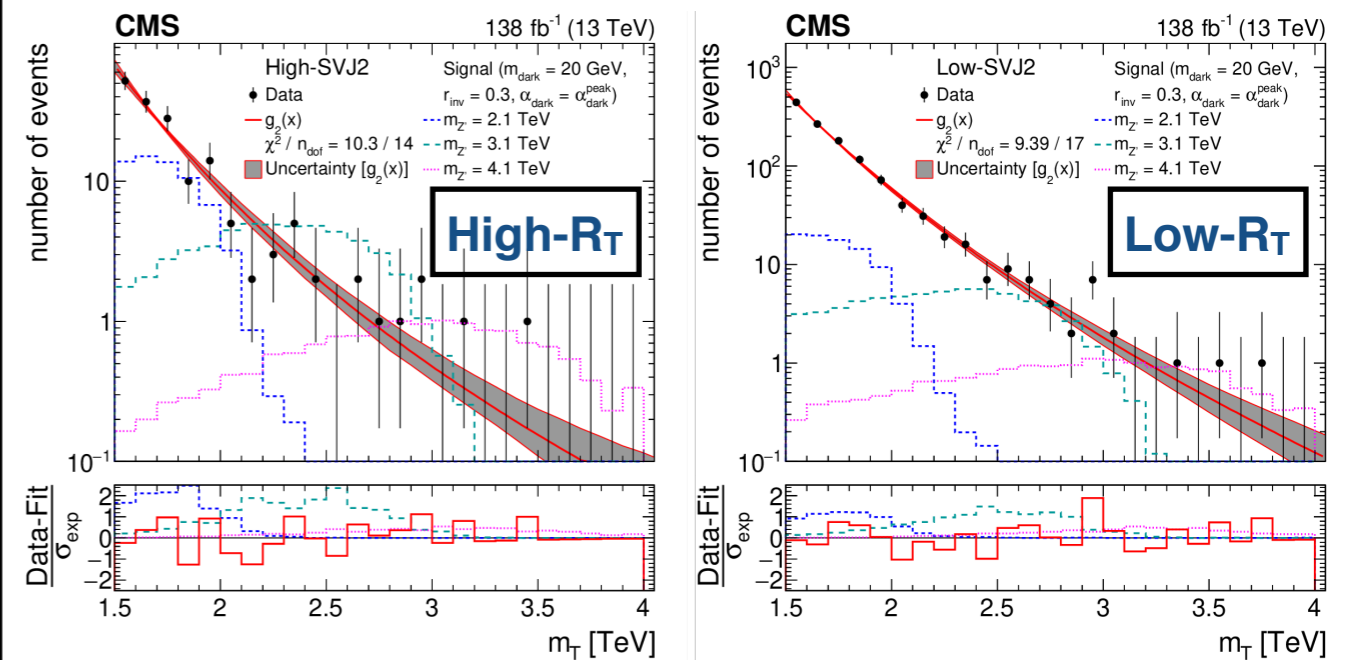 CMS
138 fb⁻¹ (13 TeV)
number of events
High-SVJ2
Data
g₂(x)
χ² / n_dof = 10.3 / 14
Uncertainty [g₂(x)]
Signal (m_dark = 20 GeV,
r_inv = 0.3, α_dark = α_dark^peak)
m_Z' = 2.1 TeV
m_Z' = 3.1 TeV
m_Z' = 4.1 TeV
High-R_T
10
1
10⁻¹
Data-Fit
σ_exp
2
1
0
−1
−2
1.5 2 2.5 3 3.5 4
m_T [TeV]
CMS
138 fb⁻¹ (13 TeV)
number of events
Low-SVJ2
Data
g₂(x)
χ² / n_dof = 9.39 / 17
Uncertainty [g₂(x)]
Signal (m_dark = 20 GeV,
r_inv = 0.3, α_dark = α_dark^peak)
m_Z' = 2.1 TeV
m_Z' = 3.1 TeV
m_Z' = 4.1 TeV
Low-R_T
10³
10²
10
1
10⁻¹
Data-Fit
σ_exp
2
1
0
−1
−2
1.5 2 2.5 3 3.5 4
m_T [TeV]